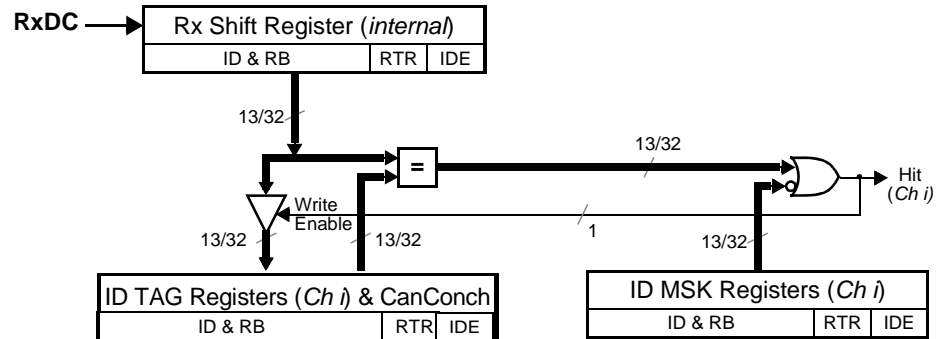 RxDC
Rx Shift Register (internal)
ID & RB RTR IDE
13/32
13/32
=
Hit
(Ch i)
Write
Enable
1
13/32
13/32
13/32
ID TAG Registers (Ch i) & CanConch
ID & RB RTR IDE
ID MSK Registers (Ch i)
ID & RB RTR IDE